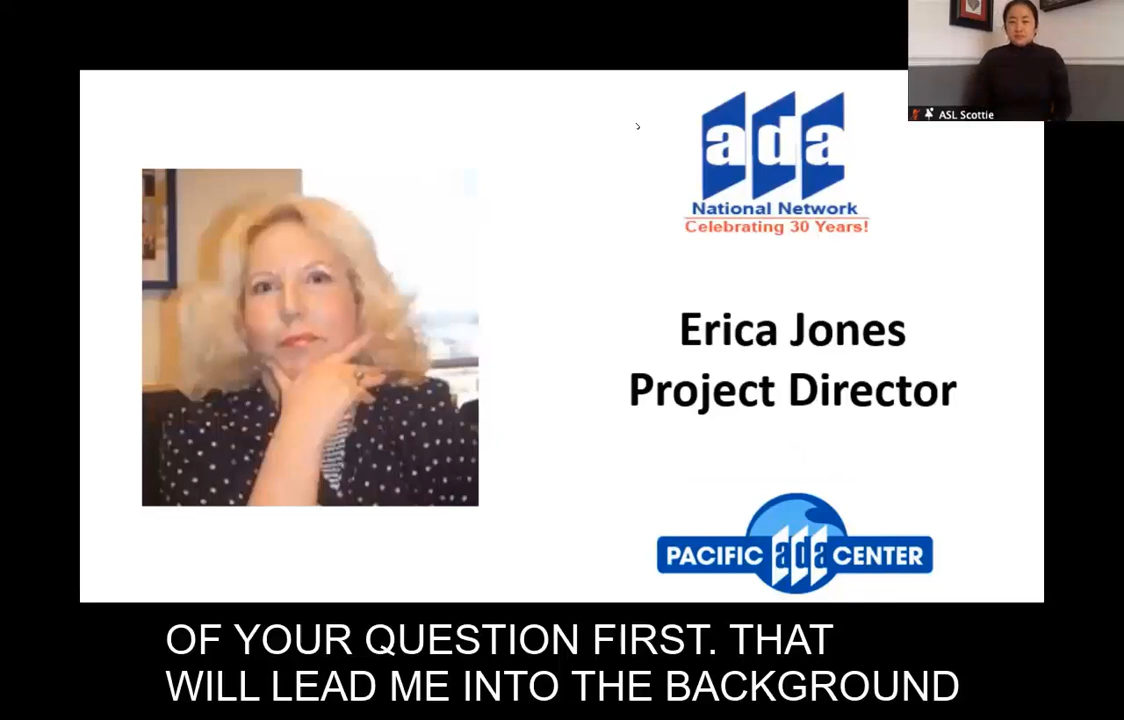 ASL Scottie
ada
National Network
Celebrating 30 Years!
Erica Jones
Project Director
PACIFIC ada CENTER
OF YOUR QUESTION FIRST. THAT
WILL LEAD ME INTO THE BACKGROUND